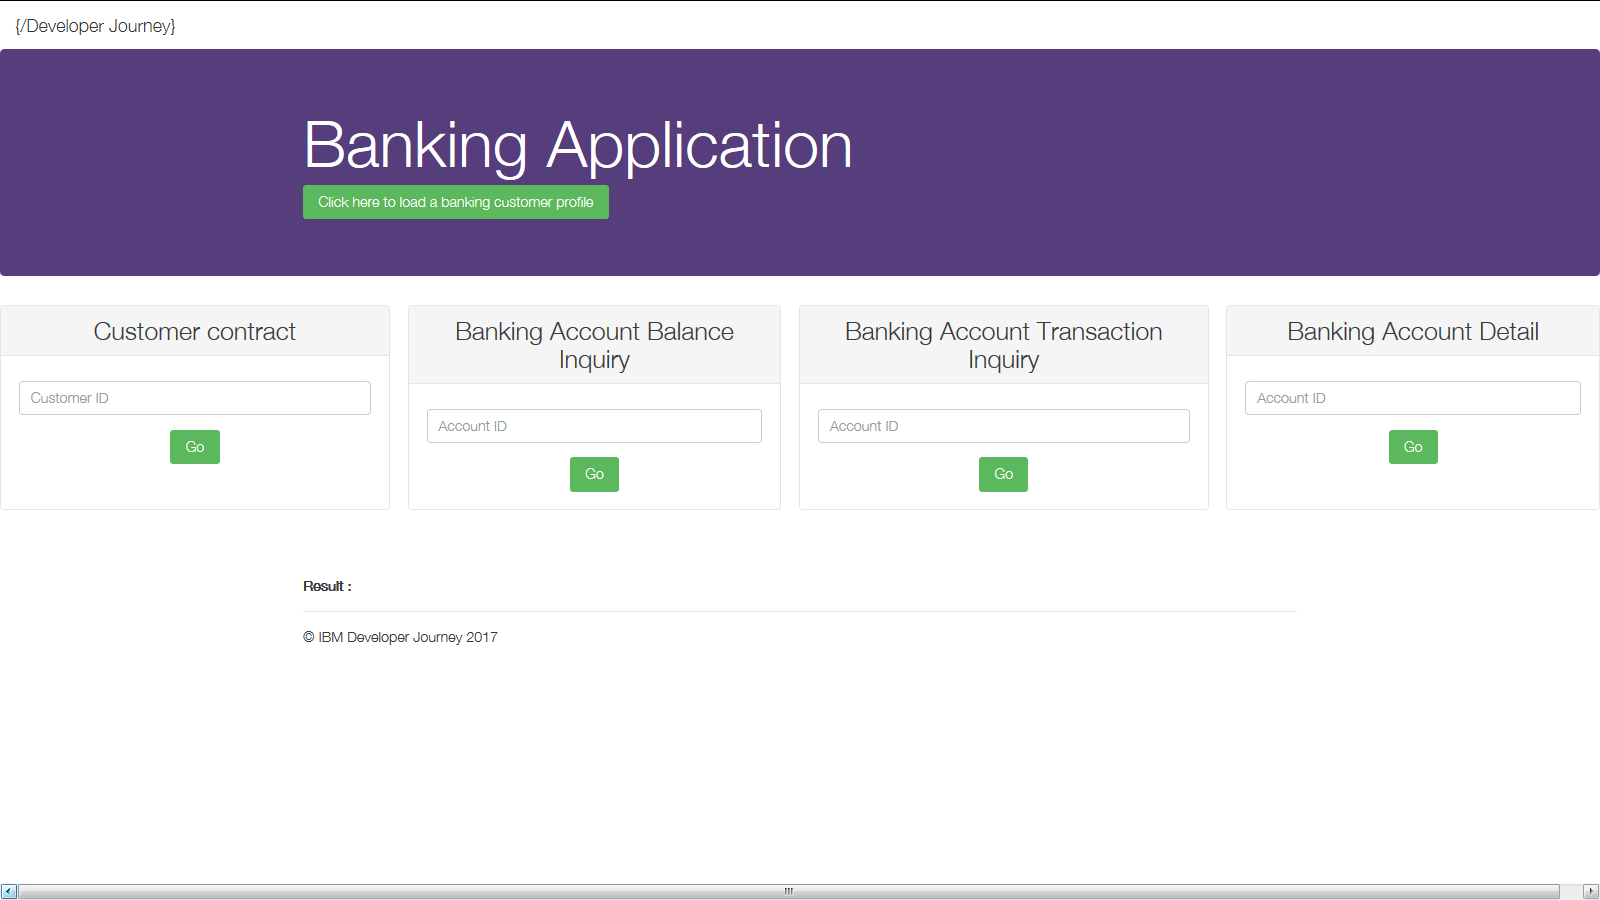 {/Developer Journey}
Banking Application
Click here to load a banking customer profile
Customer contract
Customer ID
Go
Banking Account Balance
Inquiry
Account ID
Go
Banking Account Transaction
Inquiry
Account ID
Go
Banking Account Detail
Account ID
Go
Result :
© IBM Developer Journey 2017